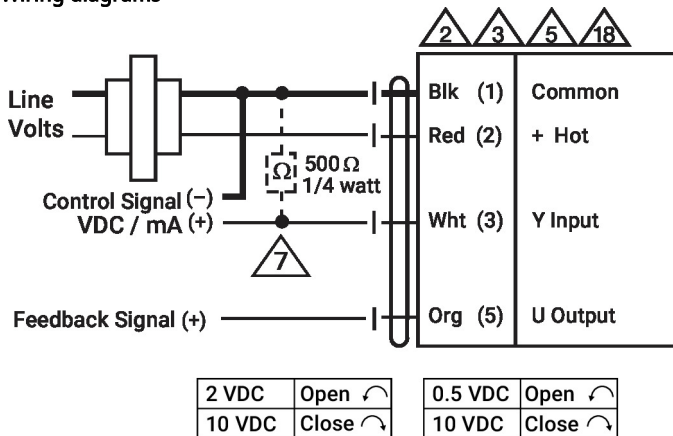 Wiring diagrams
2 3 5 18
Line Volts
Blk (1) Common
Red (2) + Hot
Ω 500 Ω
1/4 watt
Control Signal (−)
VDC / mA (+)
Wht (3) Y Input
7
Feedback Signal (+)
Org (5) U Output
2 VDC Open
10 VDC Close
0.5 VDC Open
10 VDC Close